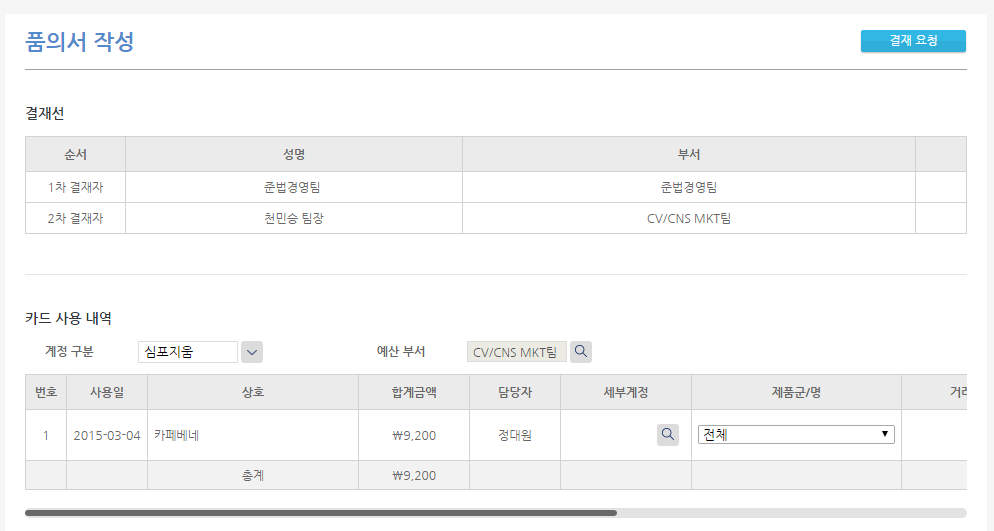 품의서 작성
결재 요청
결재선
순서 성명 부서
1차 결재자 준법경영팀 준법경영팀
2차 결재자 천민승 팀장 CV/CNS MKT팀
카드 사용 내역
계정 구분 심포지움 예산 부서 CV/CNS MKT팀
번호 사용일 상호 합계금액 담당자 세부계정 제품군/명
1 2015-03-04 카페베네 ₩9,200 정대원 전체
총계 ₩9,200